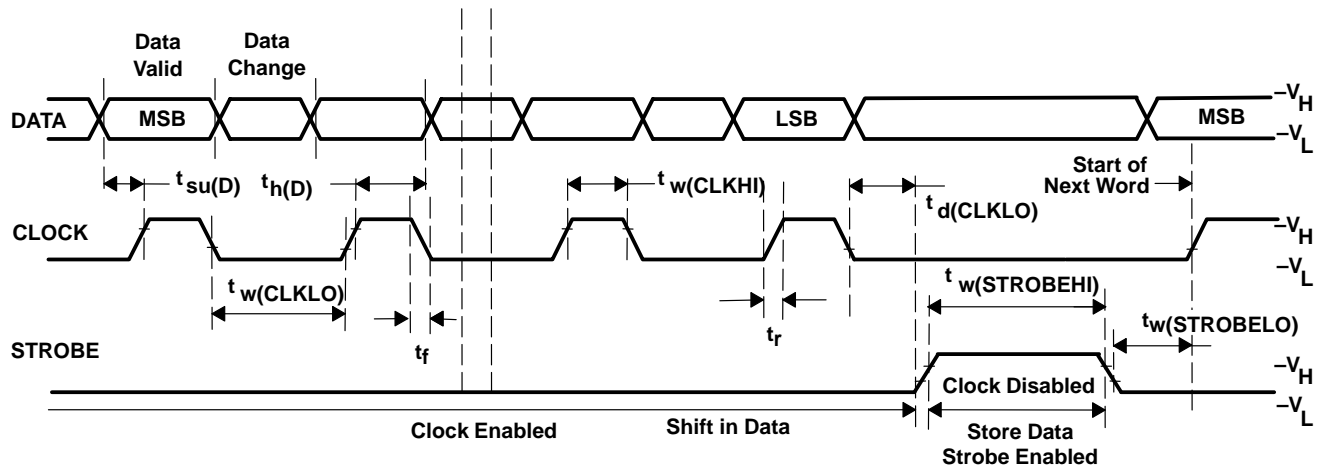 Data
Valid
Data
Change
DATA
MSB
LSB
MSB
–VH
–VL
tsu(D)
th(D)
tw(CLKHI)
td(CLKLO)
Start of
Next Word
CLOCK
–VH
–VL
tw(CLKLO)
tf
tr
tw(STROBEHI)
tw(STROBELO)
STROBE
Clock Disabled
–VH
–VL
Clock Enabled
Shift in Data
Store Data
Strobe Enabled